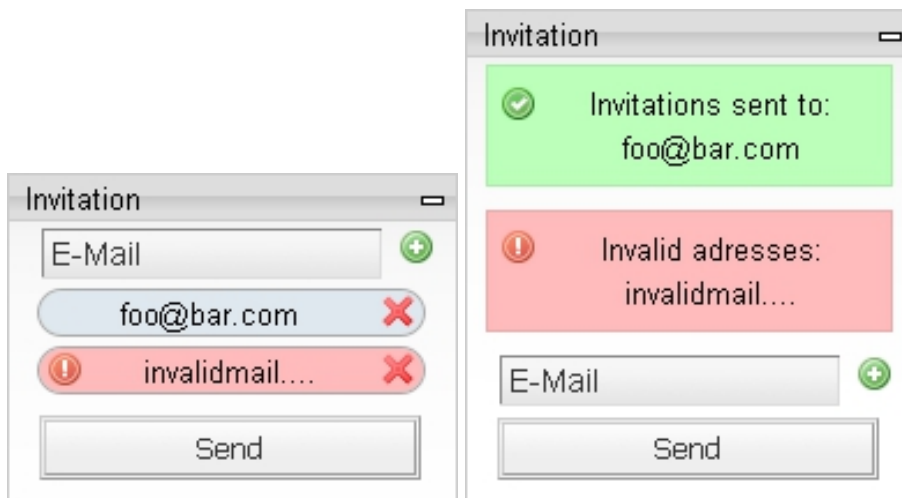 Invitation
E-Mail
foo@bar.com
invalidmail....
Send
Invitation
Invitations sent to:
foo@bar.com
Invalid adresses:
invalidmail....
E-Mail
Send